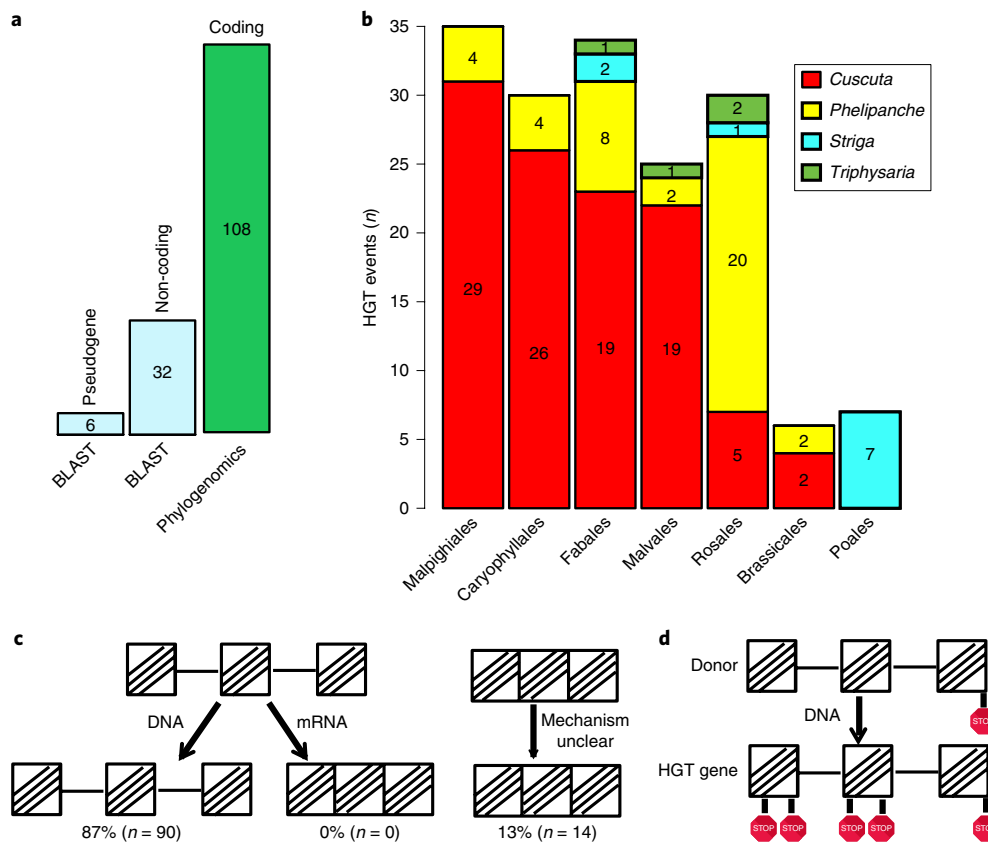 a
Coding
108
Non-coding
32
Pseudogene
6
BLAST
BLAST
Phylogenomics
b
HGT events (n)
35
30
25
20
15
10
5
0
4
29
4
26
1
2
8
19
1
2
19
2
1
20
5
2
2
7
Malpighiales
Caryophyllales
Fabales
Malvales
Rosales
Brassicales
Poales
Cuscuta
Phelipanche
Striga
Triphysaria
c
DNA
mRNA
Mechanism
unclear
87% (n = 90)
0% (n = 0)
13% (n = 14)
d
Donor
STOP
DNA
HGT gene
STOP
STOP
STOP
STOP
STOP